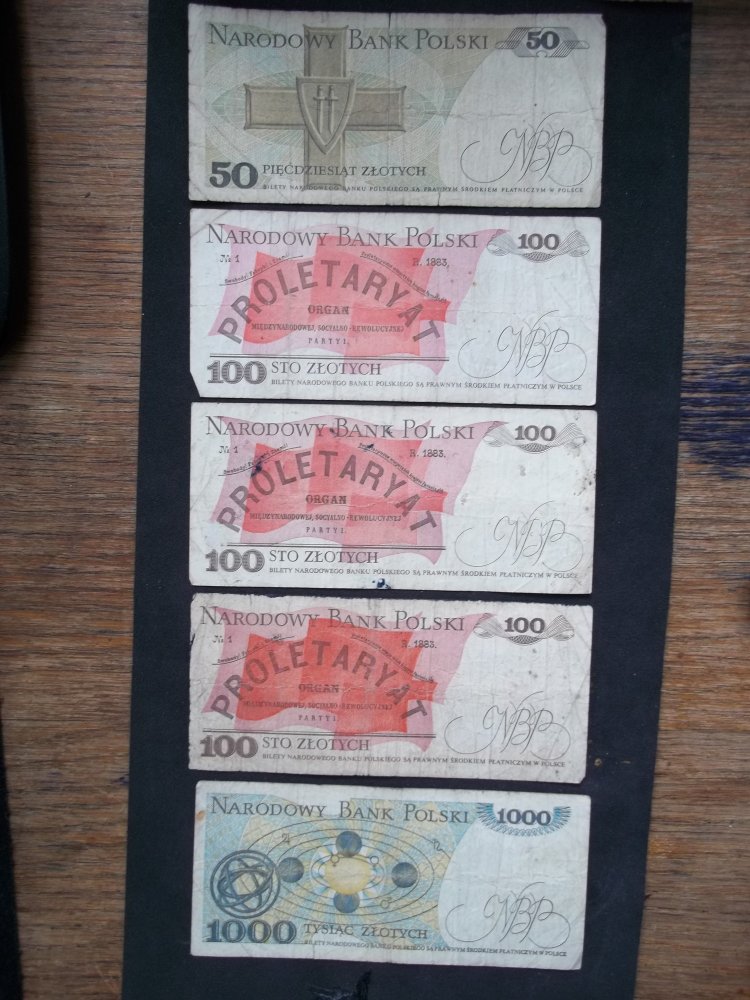 NARODOWY BANK POLSKI 50
NBP
50 PIĘĆDZIESIĄT ZŁOTYCH
BILETY NARODOWEGO BANKU POLSKIEGO SĄ PRAWNYM ŚRODKIEM PŁATNICZYM W POLSCE
NARODOWY BANK POLSKI 100
№ 1 R. 1883.
PROLETARYAT
ORGAN
MIĘDZYNARODOWEJ, SOCYALNO-REWOLUCYJNEJ
PARTYI.
NBP
100 STO ZŁOTYCH
BILETY NARODOWEGO BANKU POLSKIEGO SĄ PRAWNYM ŚRODKIEM PŁATNICZYM W POLSCE
NARODOWY BANK POLSKI 100
№ 1 R. 1883.
PROLETARYAT
ORGAN
MIĘDZYNARODOWEJ, SOCYALNO-REWOLUCYJNEJ
PARTYI.
NBP
100 STO ZŁOTYCH
BILETY NARODOWEGO BANKU POLSKIEGO SĄ PRAWNYM ŚRODKIEM PŁATNICZYM W POLSCE
NARODOWY BANK POLSKI 100
№ 1 R. 1883.
PROLETARYAT
ORGAN
MIĘDZYNARODOWEJ, SOCYALNO-REWOLUCYJNEJ
PARTYI.
NBP
100 STO ZŁOTYCH
BILETY NARODOWEGO BANKU POLSKIEGO SĄ PRAWNYM ŚRODKIEM PŁATNICZYM W POLSCE
NARODOWY BANK POLSKI 1000
NBP
1000 TYSIĄC ZŁOTYCH
BILETY NARODOWEGO BANKU POLSKIEGO SĄ PRAWNYM ŚRODKIEM PŁATNICZYM W POLSCE